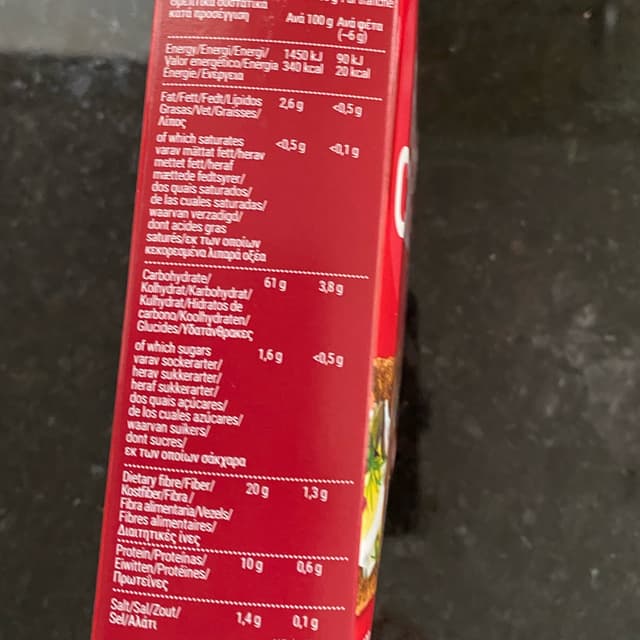 θρεπτικά συστατικά
κατά προσέγγιση
Ανά 100 g Ανά φέτα
(~6 g)
Energy/Energi/Energi/ 1450 kJ 90 kJ
Valor energético/Energia 340 kcal 20 kcal
Énergie/Ενέργεια
Fat/Fett/Fedt/Lípidos 2,6 g <0,5 g
Grasas/Vet/Graisses/
Λίπος
of which saturates <0,5 g <0,1 g
varav mättat fett/herav
mettet fett/heraf
mættede fedtsyrer/
dos quais saturados/
de las cuales saturadas/
waarvan verzadigd/
dont acides gras
saturés/εκ των οποίων
κεκορεσμένα λιπαρά οξέα
Carbohydrate/ 61 g 3,8 g
Kolhydrat/Karbohydrat/
Kulhydrat/Hidratos de
carbono/Koolhydraten/
Glucides/Υδατάνθρακες
of which sugars 1,6 g <0,5 g
varav sockerarter/
herav sukkerarter/
heraf sukkerarter/
dos quais açúcares/
de los cuales azúcares/
waarvan suikers/
dont sucres/
εκ των οποίων σάκχαρα
Dietary fibre/Fiber/ 20 g 1,3 g
Kostfiber/Fibra/
Fibra alimentaria/Vezels/
Fibres alimentaires/
Διαιτητικές ίνες
Protein/Proteínas/ 10 g 0,6 g
Eiwitten/Protéines/
Πρωτεΐνες
Salt/Sal/Zout/ 1,4 g 0,1 g
Sel/Αλάτι